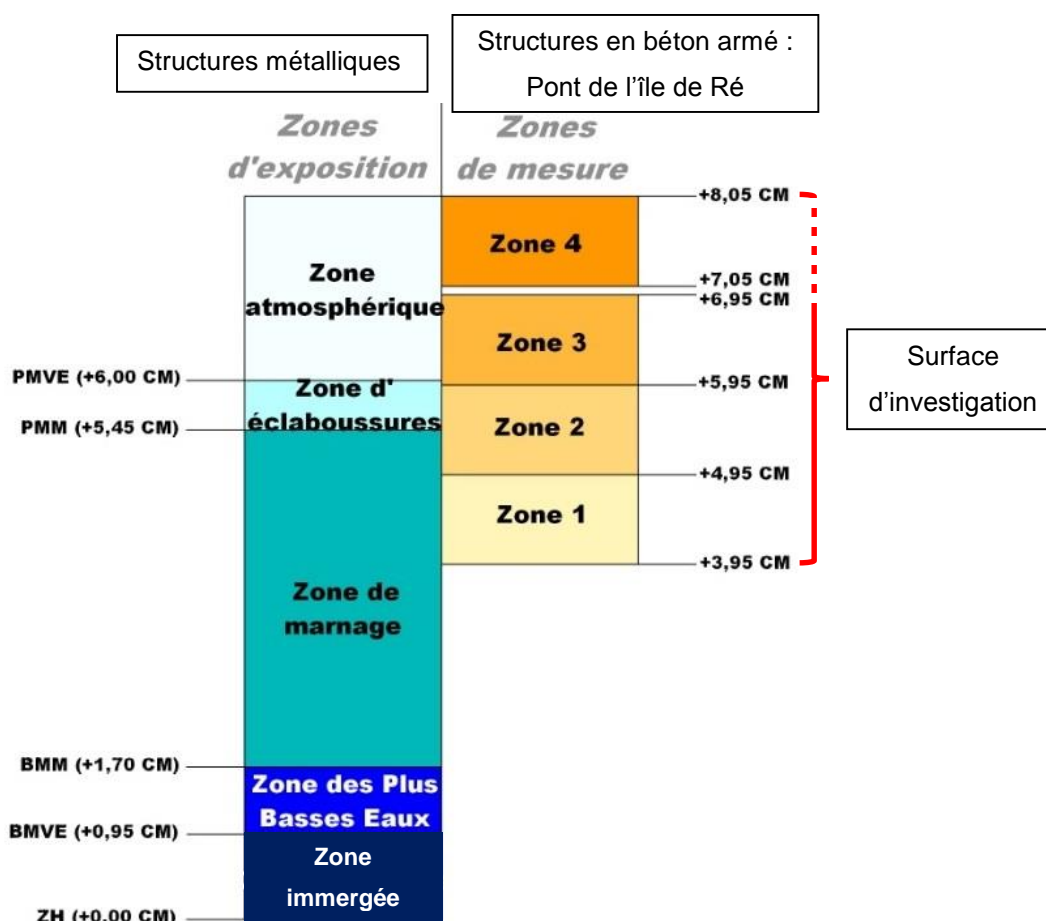 Structures métalliques
Structures en béton armé :
Pont de l'île de Ré
Zones
d'exposition
Zones
de mesure
+8,05 CM
Zone 4
Zone
atmosphérique
+7,05 CM
+6,95 CM
Zone 3
Surface
d'investigation
PMVE (+6,00 CM)
+5,95 CM
Zone d'
éclaboussures
PMM (+5,45 CM)
Zone 2
+4,95 CM
Zone 1
+3,95 CM
Zone de
marnage
BMM (+1,70 CM)
Zone des Plus
Basses Eaux
BMVE (+0,95 CM)
Zone
immergée
ZH (+0,00 CM)